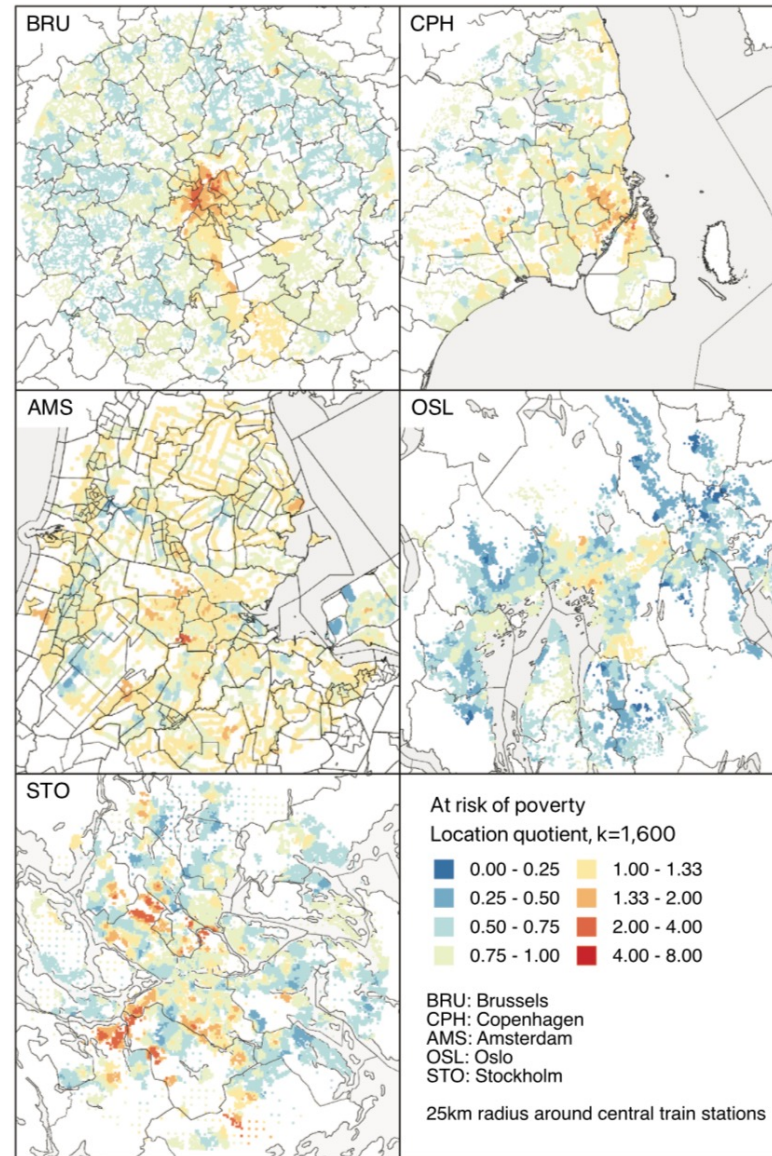 BRU
CPH
AMS
OSL
STO
At risk of poverty
Location quotient, k=1,600
0.00 - 0.25
0.25 - 0.50
0.50 - 0.75
0.75 - 1.00
1.00 - 1.33
1.33 - 2.00
2.00 - 4.00
4.00 - 8.00
BRU: Brussels
CPH: Copenhagen
AMS: Amsterdam
OSL: Oslo
STO: Stockholm
25km radius around central train stations